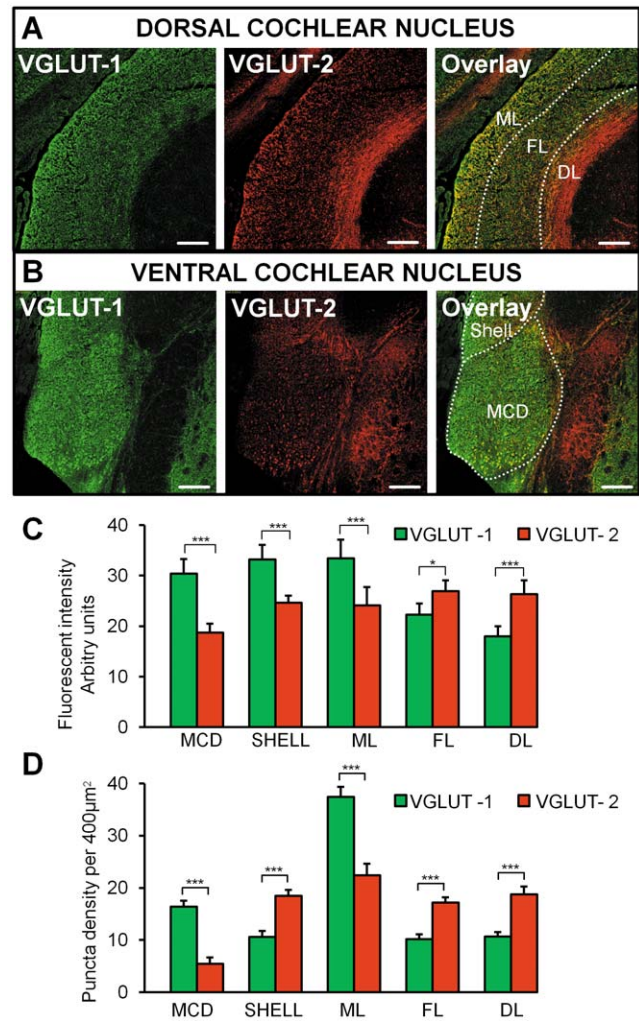 A DORSAL COCHLEAR NUCLEUS
VGLUT-1 VGLUT-2 Overlay
ML
FL
DL
B VENTRAL COCHLEAR NUCLEUS
VGLUT-1 VGLUT-2 Overlay
Shell
MCD
C
Fluorescent intensity
Arbitry units
40
30
20
10
0
*** *** *** * ***
VGLUT -1 VGLUT- 2
MCD SHELL ML FL DL
D
Puncta density per 400µm²
40
30
20
10
0
*** *** *** *** ***
VGLUT -1 VGLUT- 2
MCD SHELL ML FL DL